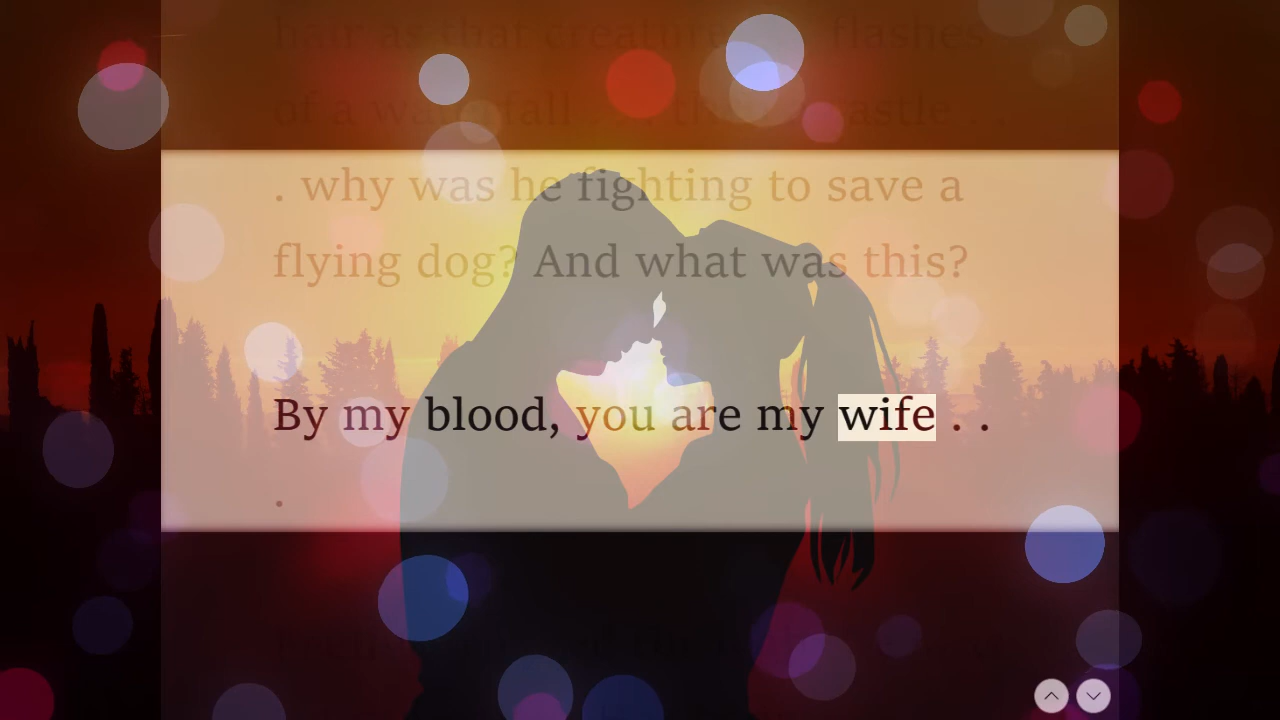 hair as that creature flashes
of a waterfall . . . this castle . .
. why was he fighting to save a
flying dog? And what was this?
By my blood, you are my wife . .
.